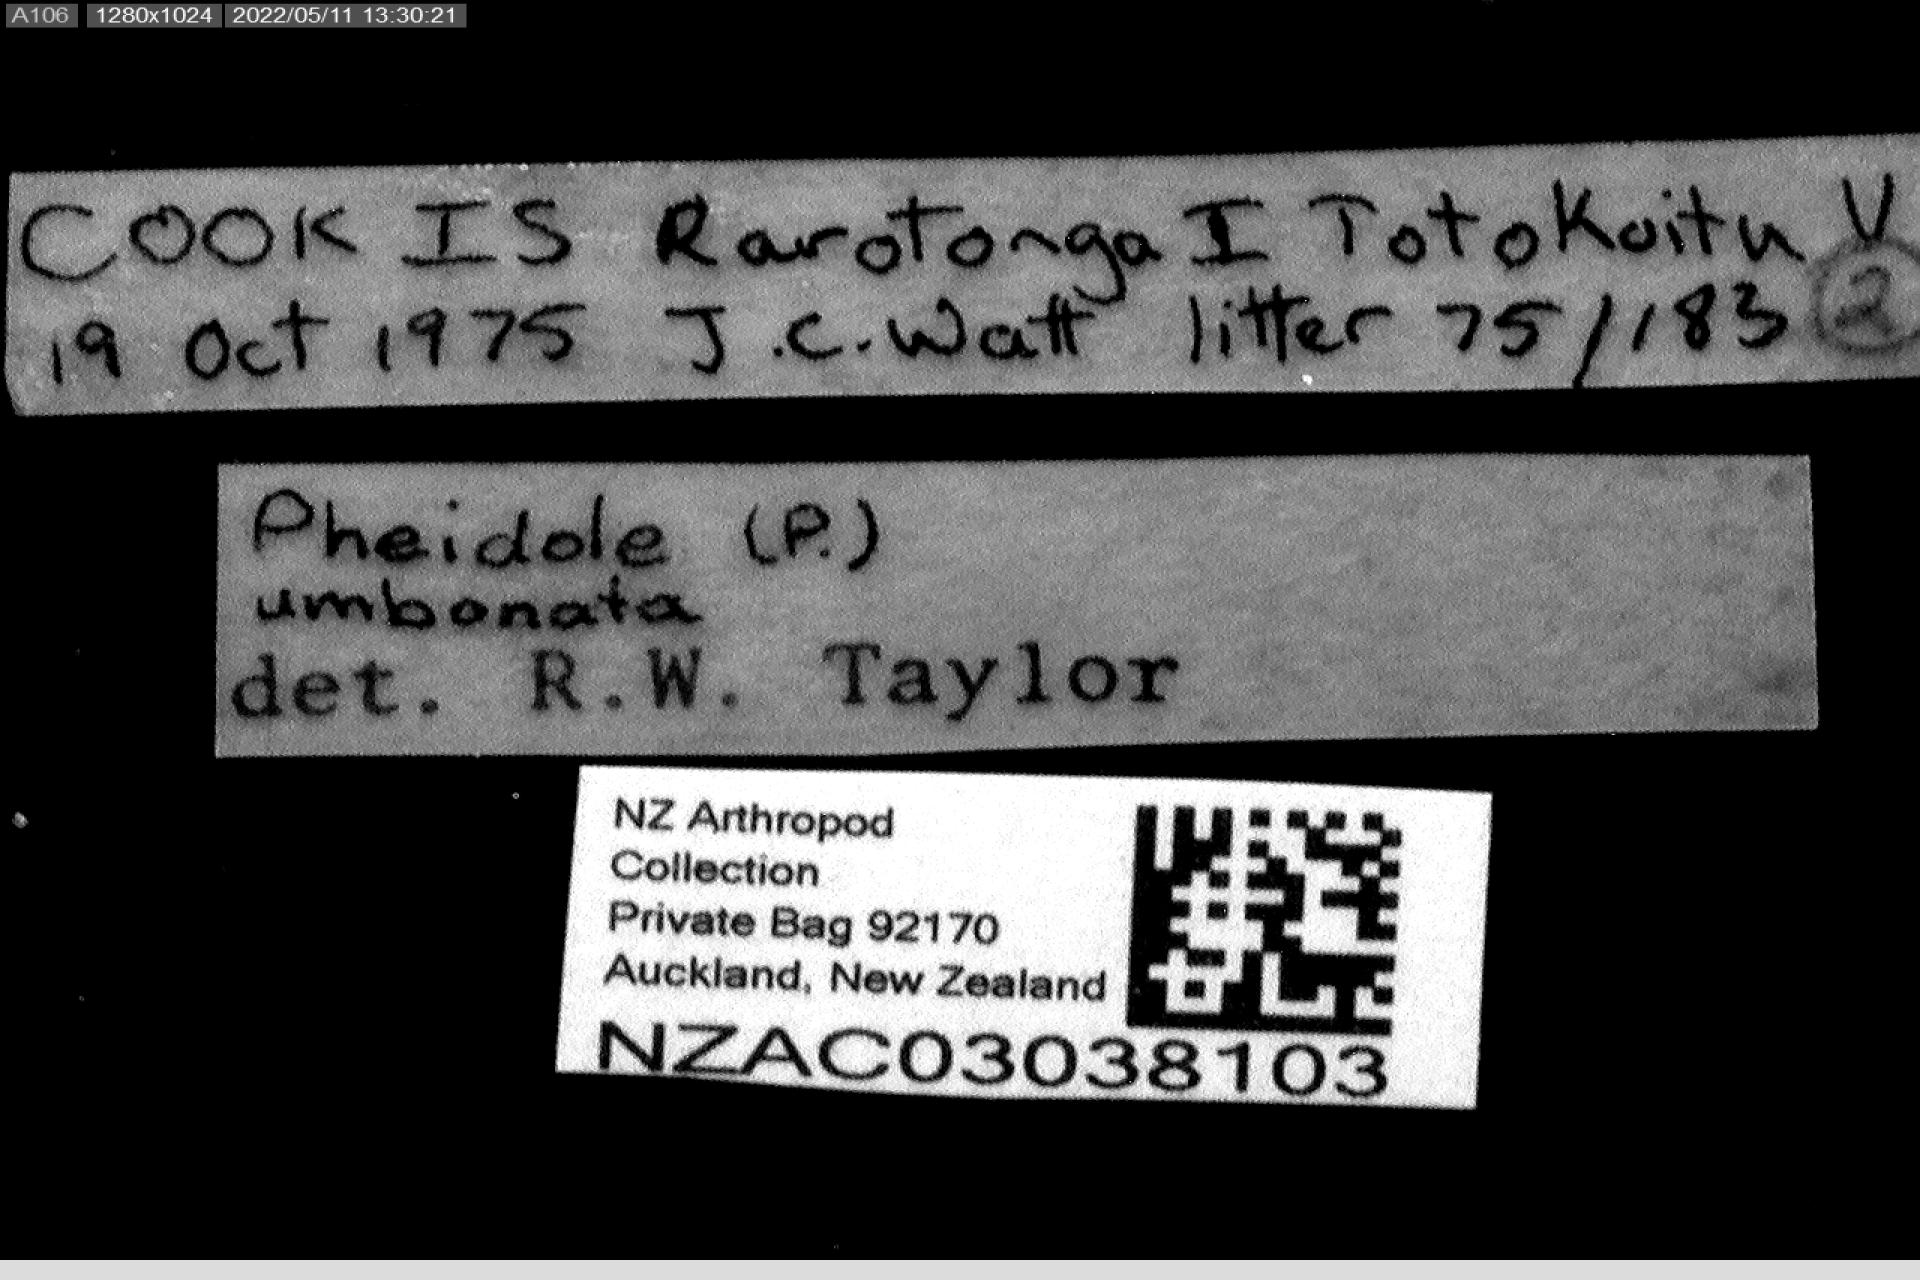 A106 1280x1024 2022/05/11 13:30:21
COOK IS Rarotonga I Totokoitu V
19 Oct 1975 J.C. Watt litter 75/183 2
Pheidole (P.)
umbonata
det. R.W. Taylor
NZ Arthropod
Collection
Private Bag 92170
Auckland, New Zealand
NZAC03038103